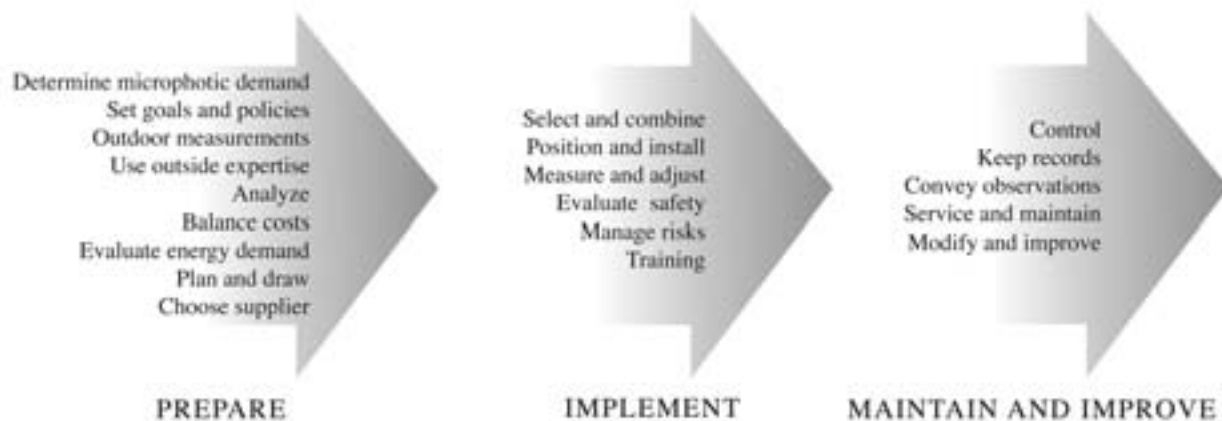 Determine microphotic demand
Set goals and policies
Outdoor measurements
Use outside expertise
Analyze
Balance costs
Evaluate energy demand
Plan and draw
Choose supplier
PREPARE
Select and combine
Position and install
Measure and adjust
Evaluate safety
Manage risks
Training
IMPLEMENT
Control
Keep records
Convey observations
Service and maintain
Modify and improve
MAINTAIN AND IMPROVE